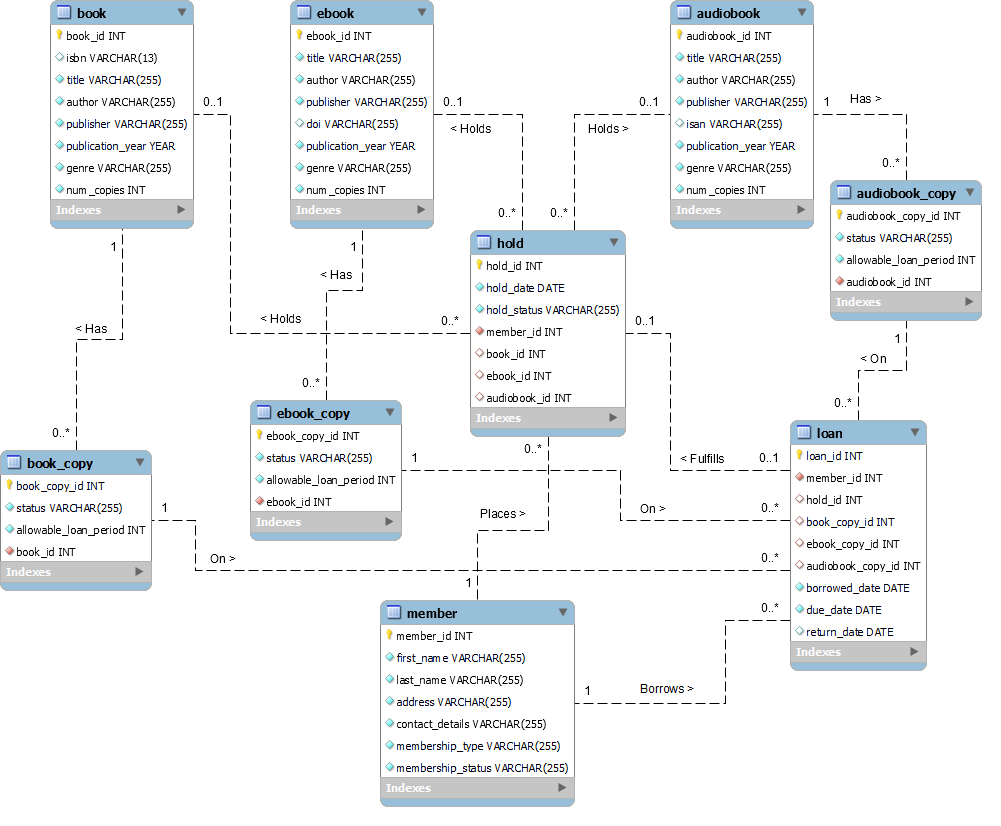 book
book_id INT
isbn VARCHAR(13)
title VARCHAR(255)
author VARCHAR(255)
publisher VARCHAR(255)
publication_year YEAR
genre VARCHAR(255)
num_copies INT
Indexes
ebook
ebook_id INT
title VARCHAR(255)
author VARCHAR(255)
publisher VARCHAR(255)
doi VARCHAR(255)
publication_year YEAR
genre VARCHAR(255)
num_copies INT
Indexes
audiobook
audiobook_id INT
title VARCHAR(255)
author VARCHAR(255)
publisher VARCHAR(255)
isan VARCHAR(255)
publication_year YEAR
genre VARCHAR(255)
num_copies INT
Indexes
0..1
0..1
< Holds
0..1
Holds >
1
Has >
0..*
0..*
0..*
audiobook_copy
audiobook_copy_id INT
status VARCHAR(255)
allowable_loan_period INT
audiobook_id INT
Indexes
hold
hold_id INT
hold_date DATE
hold_status VARCHAR(255)
member_id INT
book_id INT
ebook_id INT
audiobook_id INT
Indexes
1
< Has
0..*
1
< Has
0..*
< Holds
0..*
0..1
< Fulfills
0..1
1
< On
0..*
book_copy
book_copy_id INT
status VARCHAR(255)
allowable_loan_period INT
book_id INT
Indexes
ebook_copy
ebook_copy_id INT
status VARCHAR(255)
allowable_loan_period INT
ebook_id INT
Indexes
loan
loan_id INT
member_id INT
hold_id INT
book_copy_id INT
ebook_copy_id INT
audiobook_copy_id INT
borrowed_date DATE
due_date DATE
return_date DATE
Indexes
1
On >
0..*
1
On >
0..*
0..*
Places >
1
member
member_id INT
first_name VARCHAR(255)
last_name VARCHAR(255)
address VARCHAR(255)
contact_details VARCHAR(255)
membership_type VARCHAR(255)
membership_status VARCHAR(255)
Indexes
1
Borrows >
0..*